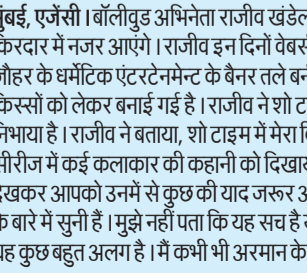 मुंबई, एजेंसी । बॉलीवुड अभिनेता राजीव खंडेल
किरदार में नजर आएंगे । राजीव इन दिनों वेबस
जौहर के धर्मेटिक एंटरटेनमेन्ट के बैनर तले बन
किस्सों को लेकर बनाई गई है । राजीव ने शो ट
निभाया है । राजीव ने बताया, शो टाइम में मेरा
सीरीज में कई कलाकार की कहानी को दिखाय
देखकर आपको उनमें से कुछ की याद जरूर अ
के बारे में सुनी हैं । मुझे नहीं पता कि यह सच है
यह कुछ बहुत अलग है । मैं कभी भी अरमान के